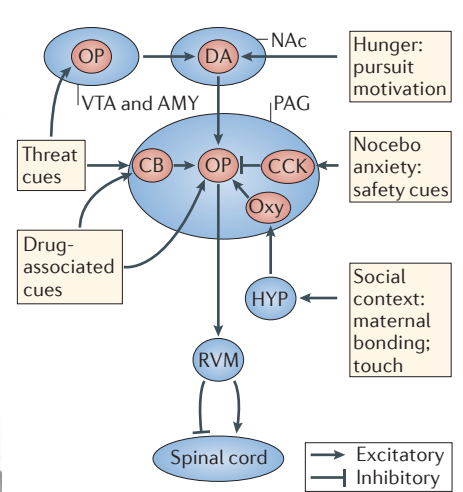 OP
DA
NAc
Hunger:
pursuit
motivation
VTA and AMY
PAG
Threat
cues
CB
OP
CCK
Nocebo
anxiety:
safety cues
Oxy
Drug-
associated
cues
HYP
Social
context:
maternal
bonding;
touch
RVM
Spinal cord
Excitatory
Inhibitory